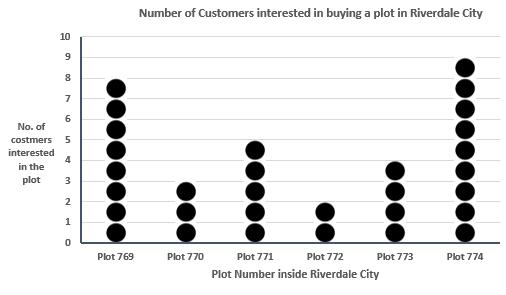 Number of Customers interested in buying a plot in Riverdale City
10
9
8
7
6
5
4
3
2
1
0
No. of
costmers
interested
in the
plot
Plot 769 Plot 770 Plot 771 Plot 772 Plot 773 Plot 774
Plot Number inside Riverdale City